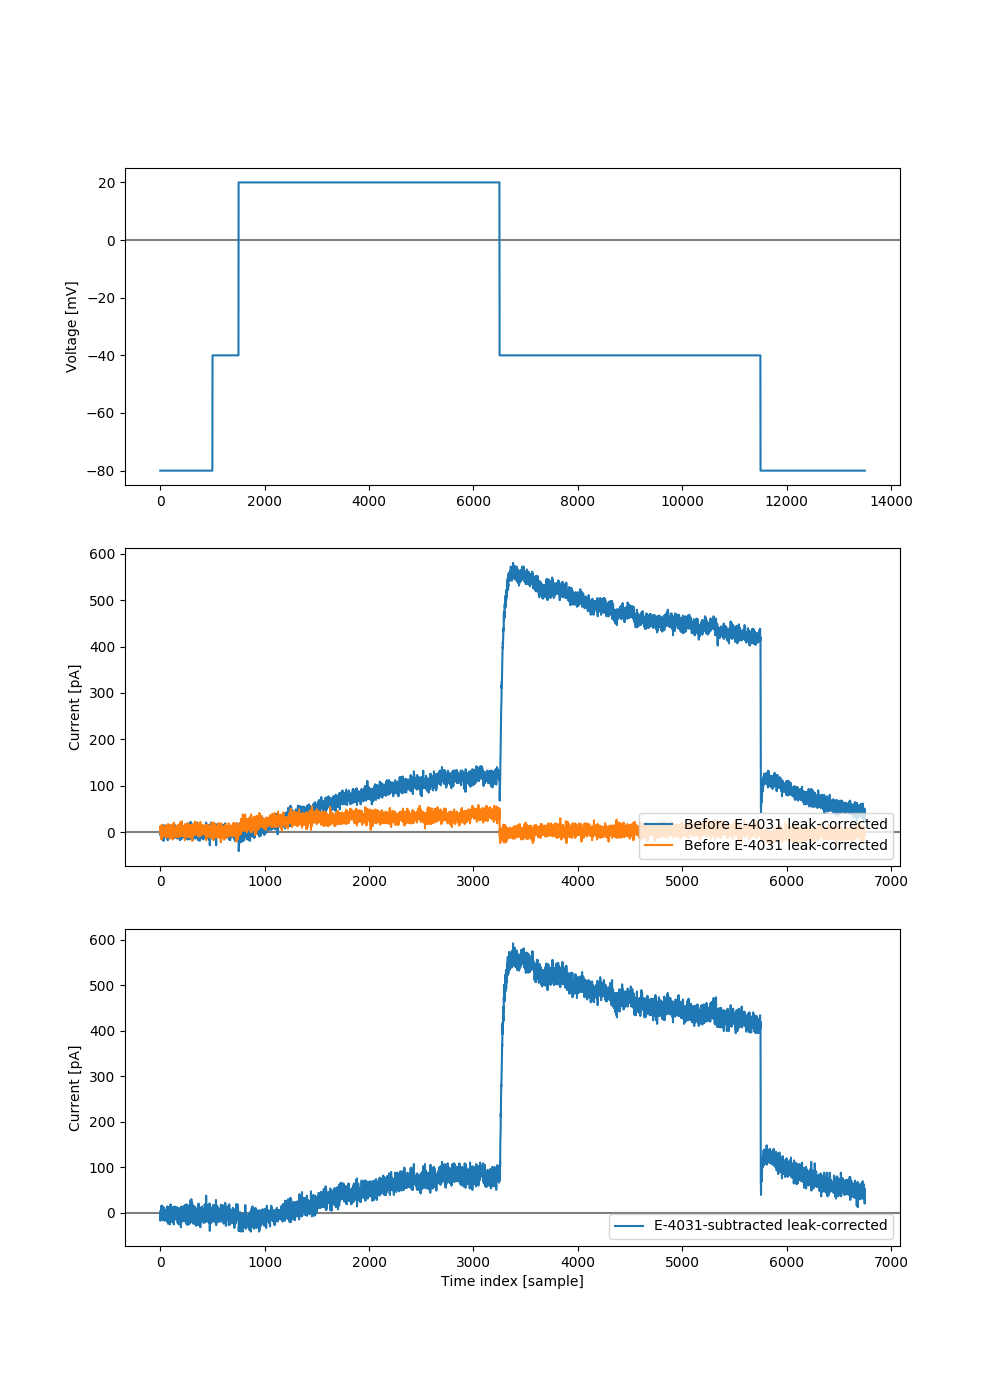 Voltage [mV]
20
0
−20
−40
−60
−80
0 2000 4000 6000 8000 10000 12000 14000
Current [pA]
600
500
400
300
200
100
0
Before E-4031 leak-corrected
Before E-4031 leak-corrected
0 1000 2000 3000 4000 5000 6000 7000
Current [pA]
600
500
400
300
200
100
0
E-4031-subtracted leak-corrected
0 1000 2000 3000 4000 5000 6000 7000
Time index [sample]